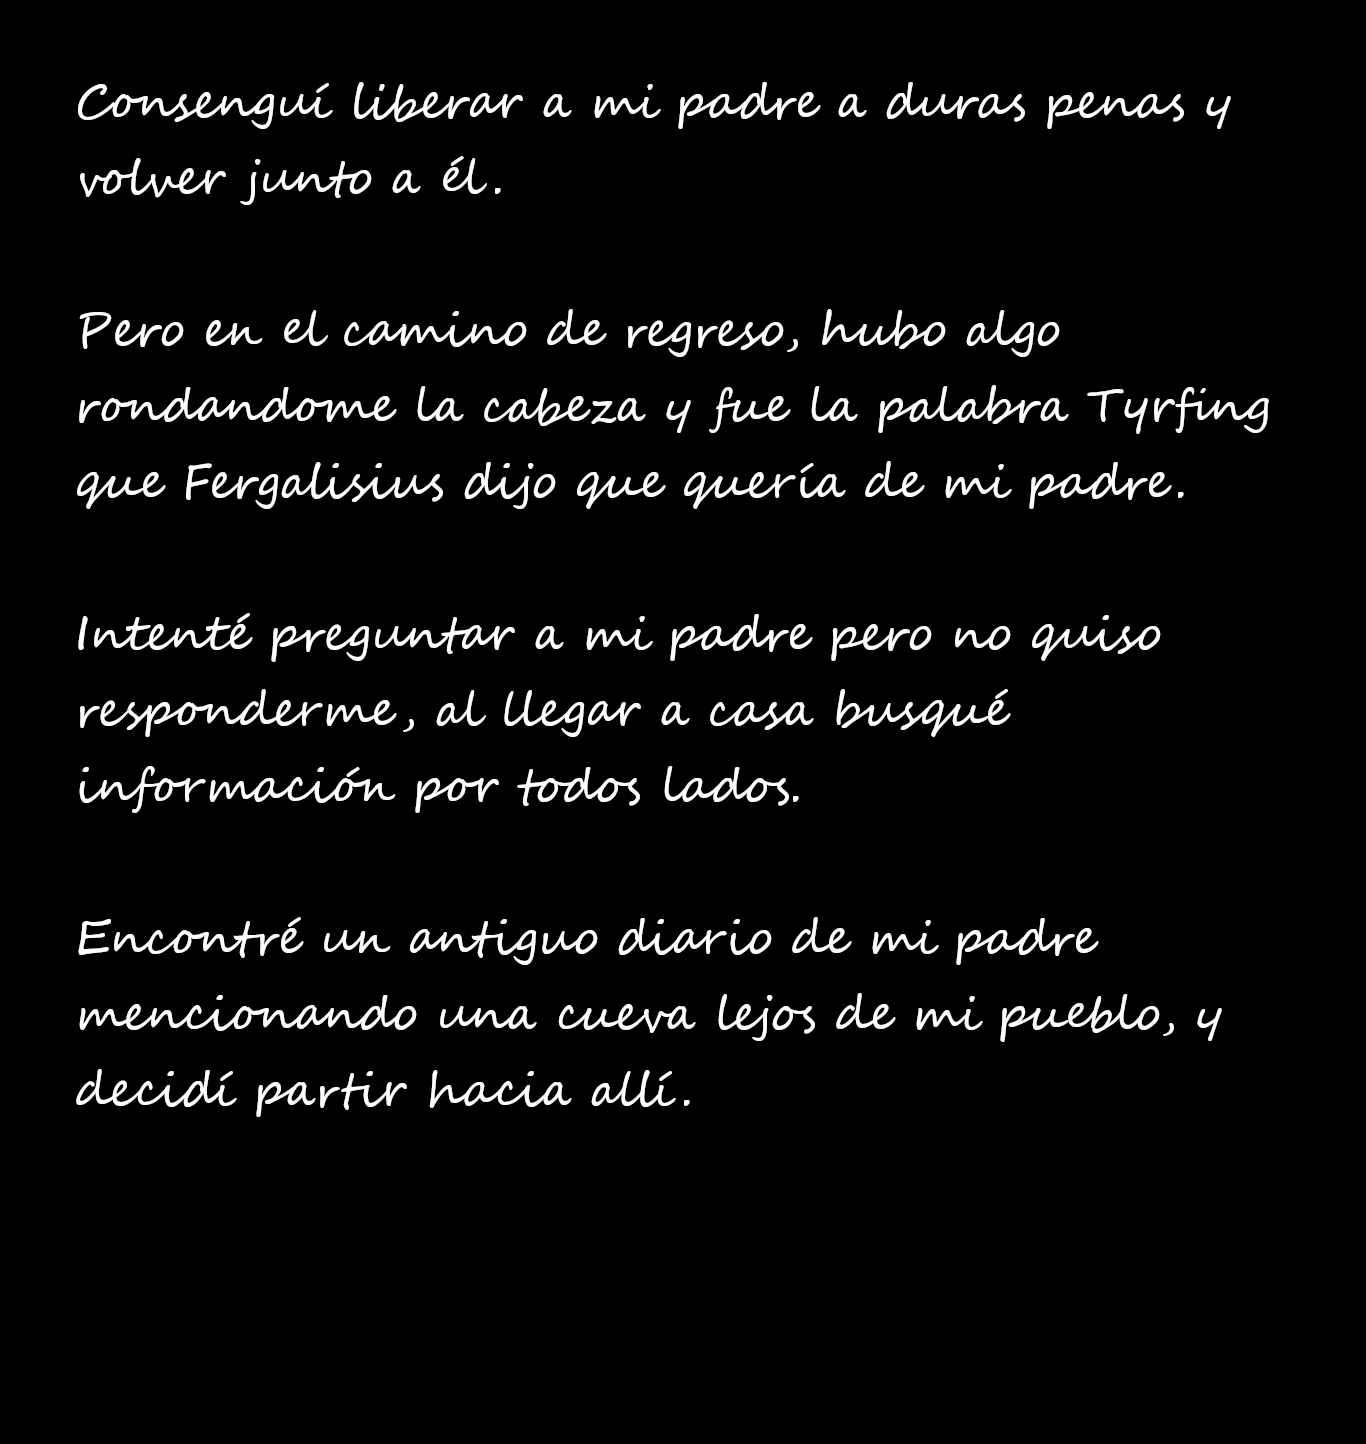 Consenguí liberar a mi padre a duras penas y
volver junto a él.
Pero en el camino de regreso, hubo algo
rondandome la cabeza y fue la palabra Tyrfing
que Fergalisius dijo que quería de mi padre.
Intenté preguntar a mi padre pero no quiso
responderme, al llegar a casa busqué
información por todos lados.
Encontré un antiguo diario de mi padre
mencionando una cueva lejos de mi pueblo, y
decidí partir hacia allí.